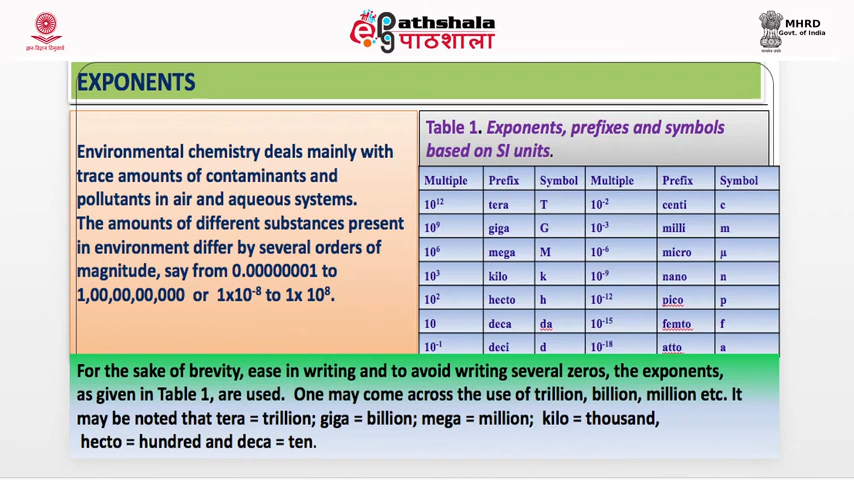 Pathshala
पाठशाला
MHRD
Govt. of India
EXPONENTS
Environmental chemistry deals mainly with
trace amounts of contaminants and
pollutants in air and aqueous systems.
The amounts of different substances present
in environment differ by several orders of
magnitude, say from 0.00000001 to
1,00,00,00,000 or 1x10⁻⁸ to 1x 10⁸.
Table 1. Exponents, prefixes and symbols
based on SI units.
Multiple Prefix Symbol Multiple Prefix Symbol
10¹² tera T 10⁻² centi c
10⁹ giga G 10⁻³ milli m
10⁶ mega M 10⁻⁶ micro μ
10³ kilo k 10⁻⁹ nano n
10² hecto h 10⁻¹² pico p
10 deca da 10⁻¹⁵ femto f
10⁻¹ deci d 10⁻¹⁸ atto a
For the sake of brevity, ease in writing and to avoid writing several zeros, the exponents,
as given in Table 1, are used. One may come across the use of trillion, billion, million etc. It
may be noted that tera = trillion; giga = billion; mega = million; kilo = thousand,
hecto = hundred and deca = ten.